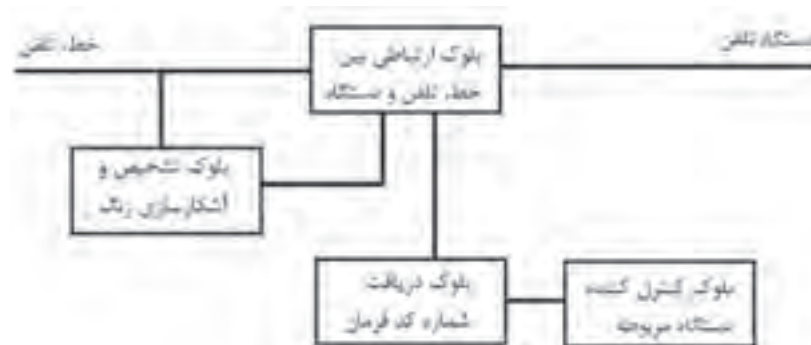 خط تلفن
دستگاه تلفن
بلوک ارتباطی بین
خط تلفن و دستگاه
بلوک تشخیص و
آشکارسازی زنگ
بلوک دریافت
شماره کد فرمان
بلوک کنترل کننده
دستگاه مربوطه